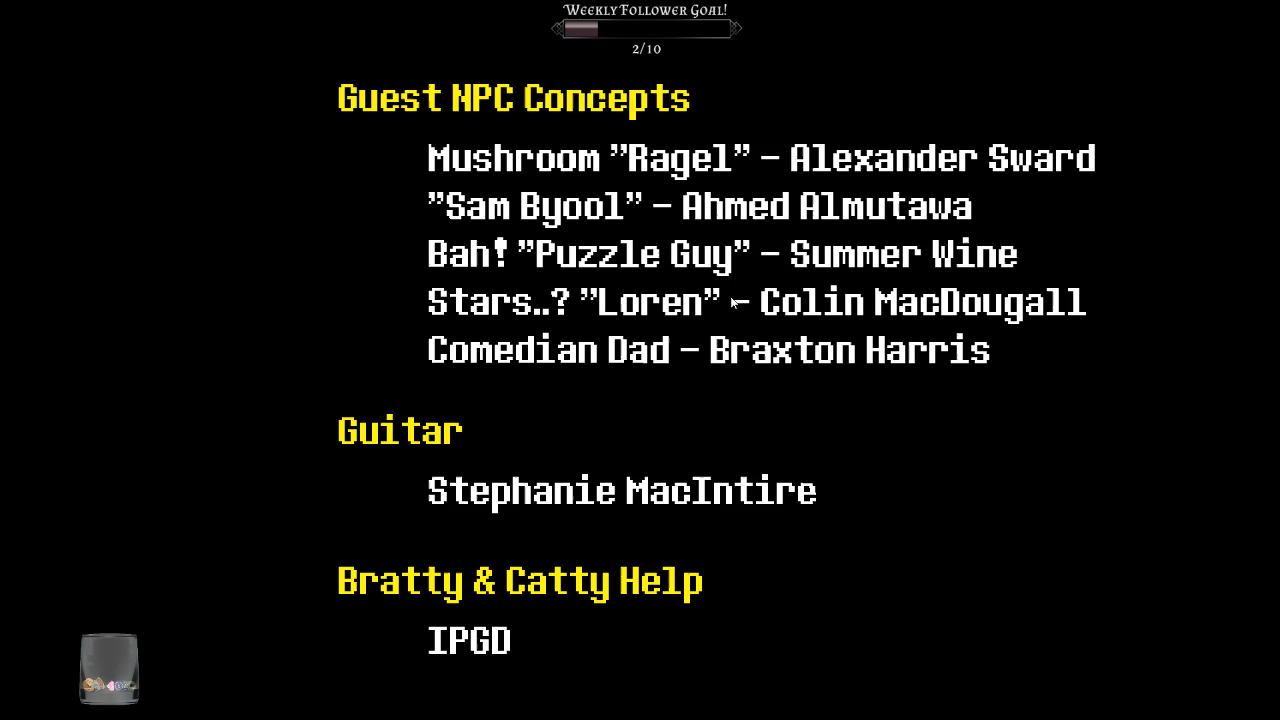 Weekly Follower Goal!
2/10
Guest NPC Concepts
Mushroom "Ragel" - Alexander Sward
"Sam Byool" - Ahmed Almutawa
Bah! "Puzzle Guy" - Summer Wine
Stars..? "Loren" - Colin MacDougall
Comedian Dad - Braxton Harris
Guitar
Stephanie MacIntire
Bratty & Catty Help
IPGD